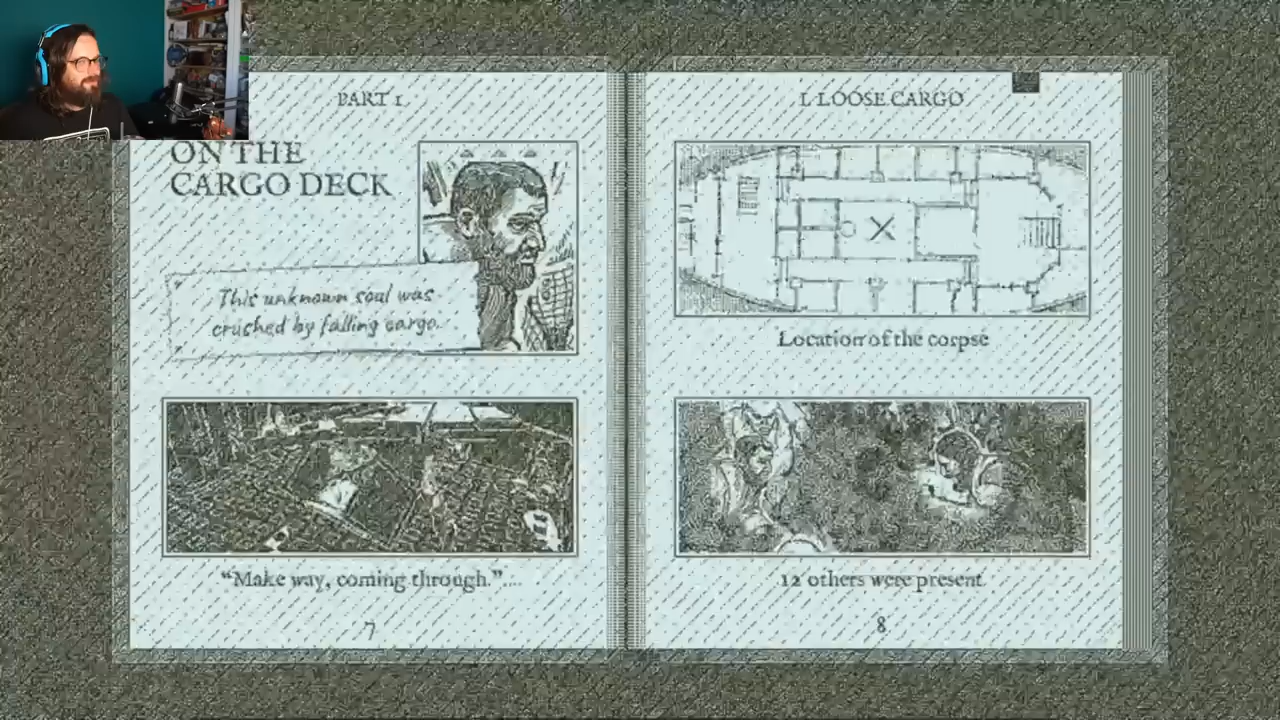 PART 1
ON THE
CARGO DECK
This unknown soul was
crushed by falling cargo.
"Make way, coming through."....
7
I. LOOSE CARGO
Location of the corpse
12 others were present.
8